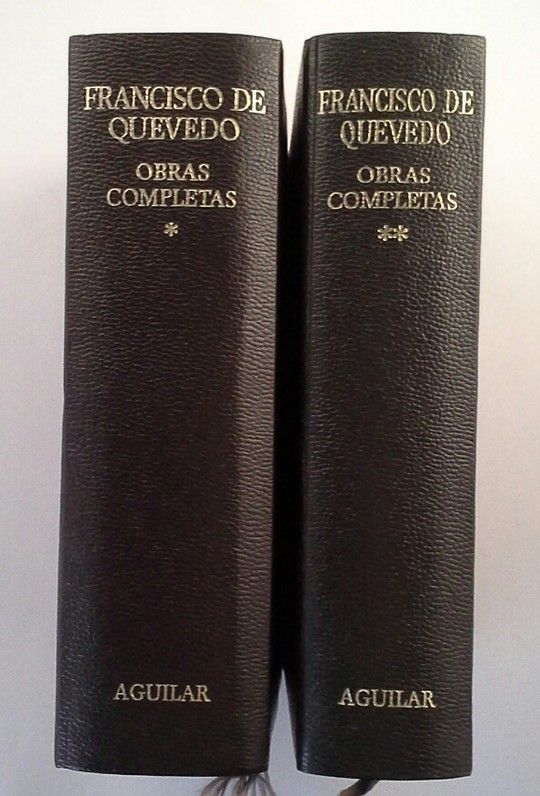 FRANCISCO DE
QUEVEDO
OBRAS
COMPLETAS
*
AGUILAR
FRANCISCO DE
QUEVEDO
OBRAS
COMPLETAS
**
AGUILAR